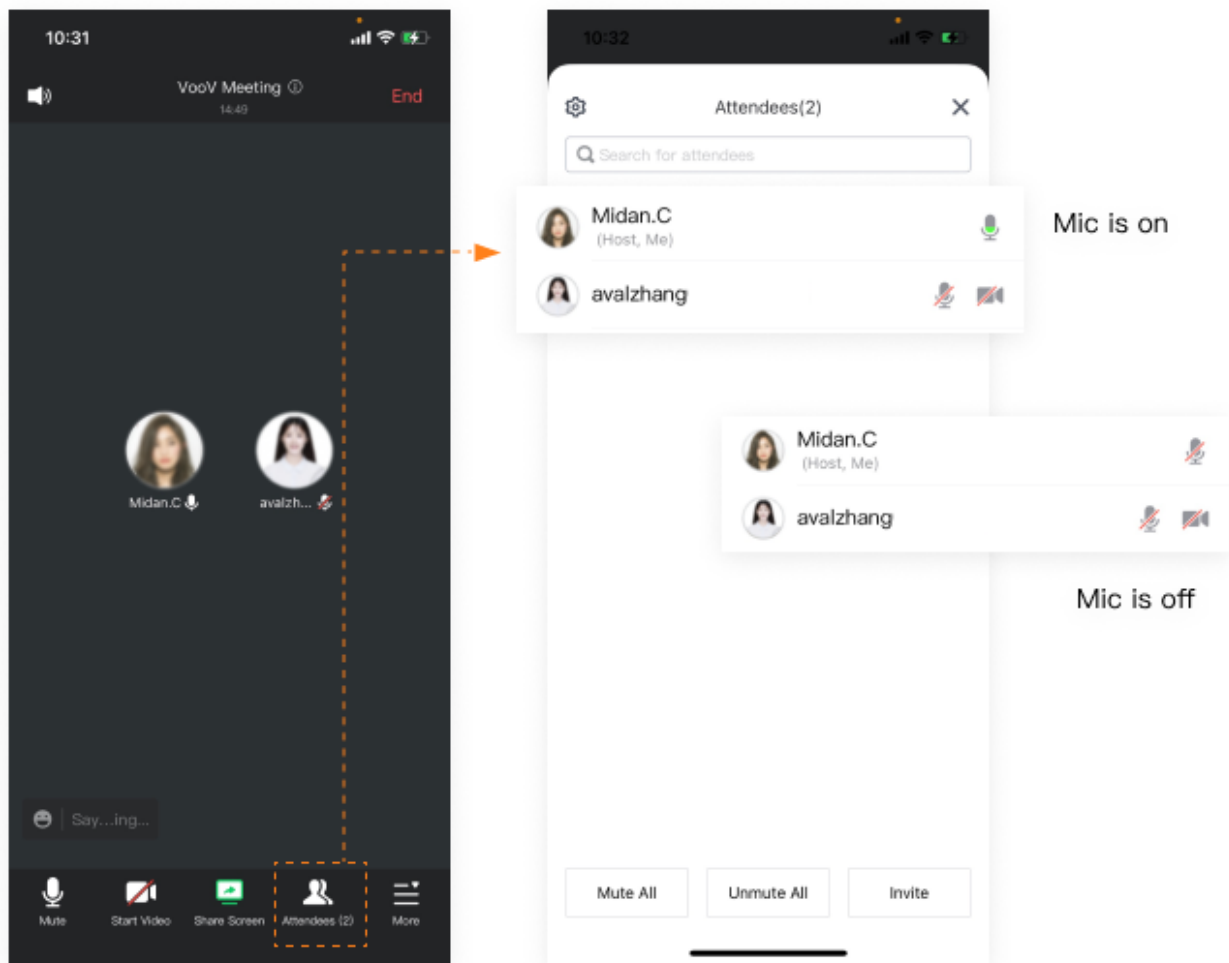 10:31
VooV Meeting
14:49
End
Midan.C
avalzh...
Say...ing...
Mute
Start Video
Share Screen
Attendees (2)
More
10:32
Attendees(2)
Search for attendees
Midan.C
(Host, Me)
avalzhang
Mic is on
Midan.C
(Host, Me)
avalzhang
Mic is off
Mute All
Unmute All
Invite